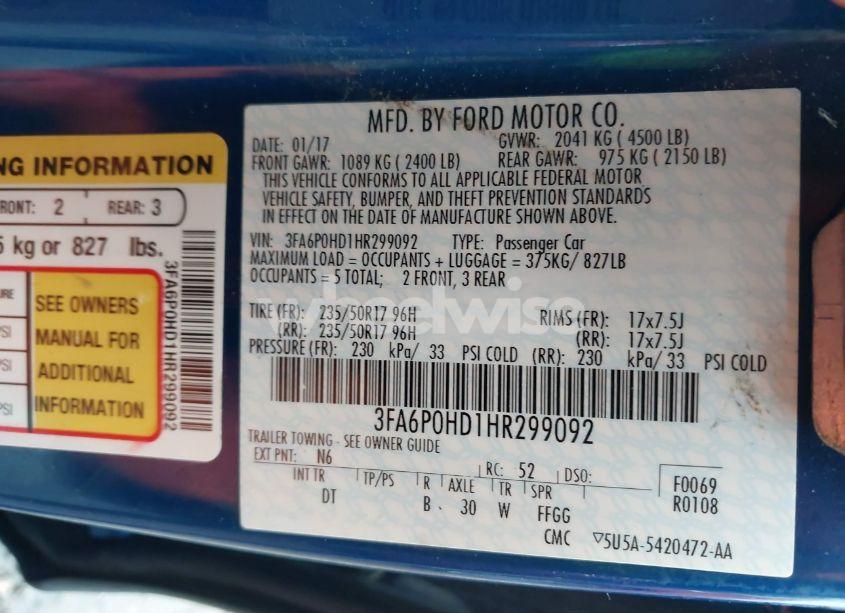 NG INFORMATION
FRONT: 2 REAR: 3
kg or 827 lbs.
SEE OWNERS
MANUAL FOR
ADDITIONAL
INFORMATION
PSI
3FA6P0HD1HR299092
MFD. BY FORD MOTOR CO.
DATE: 01/17 GVWR: 2041 KG ( 4500 LB)
FRONT GAWR: 1089 KG ( 2400 LB) REAR GAWR: 975 KG ( 2150 LB)
THIS VEHICLE CONFORMS TO ALL APPLICABLE FEDERAL MOTOR
VEHICLE SAFETY, BUMPER, AND THEFT PREVENTION STANDARDS
IN EFFECT ON THE DATE OF MANUFACTURE SHOWN ABOVE.
VIN: 3FA6P0HD1HR299092 TYPE: Passenger Car
MAXIMUM LOAD = OCCUPANTS + LUGGAGE = 375KG/ 827LB
OCCUPANTS = 5 TOTAL; 2 FRONT, 3 REAR
wheelwise
TIRE (FR): 235/50R17 96H RIMS (FR): 17x7.5J
(RR): 235/50R17 96H (RR): 17x7.5J
PRESSURE (FR): 230 kPa/ 33 PSI COLD (RR): 230 kPa/ 33 PSI COLD
3FA6P0HD1HR299092
TRAILER TOWING - SEE OWNER GUIDE
EXT PNT: N6 RC: 52 DSO: F0069
INT TR TP/PS R AXLE TR SPR R0108
DT B 30 W FFGG
CMC ▽5U5A-5420472-AA